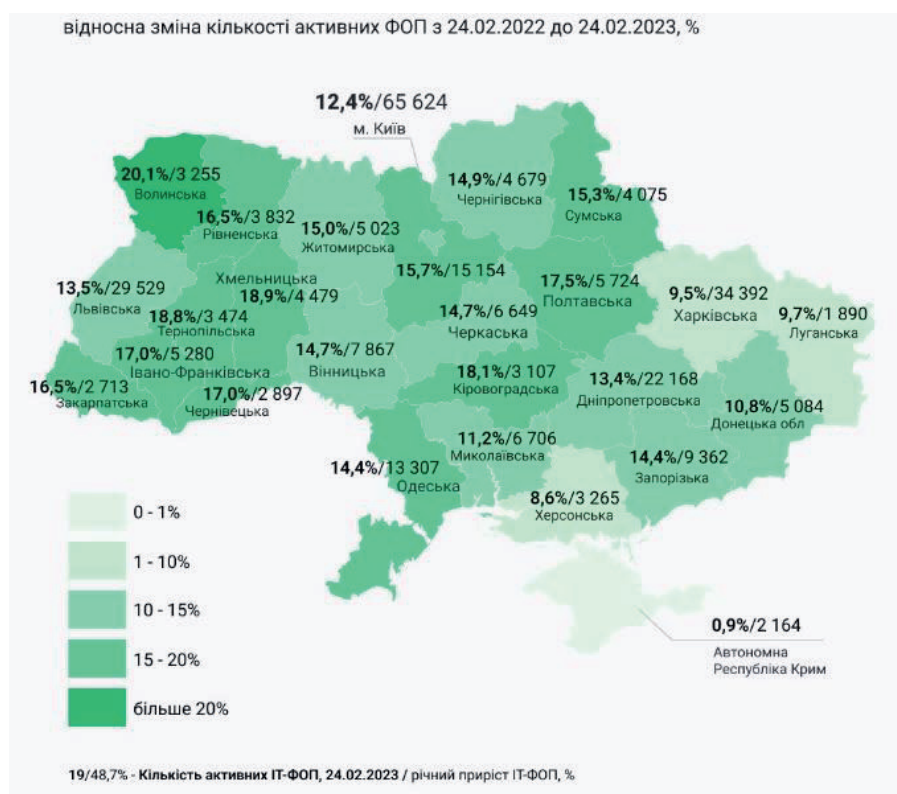 відносна зміна кількості активних ФОП з 24.02.2022 до 24.02.2023, %
12,4%/65 624
м. Київ
20,1%/3 255
Волинська
14,9%/4 679
Чернігівська
15,3%/4 075
Сумська
16,5%/3 832
Рівненська
15,0%/5 023
Житомирська
15,7%/15 154
17,5%/5 724
Полтавська
9,5%/34 392
Харківська
9,7%/1 890
Луганська
13,5%/29 529
Львівська
Хмельницька
18,9%/4 479
18,8%/3 474
Тернопільська
14,7%/6 649
Черкаська
17,0%/5 280
Івано-Франківська
14,7%/7 867
Вінницька
18,1%/3 107
Кіровоградська
13,4%/22 168
Дніпропетровська
16,5%/2 713
Закарпатська
17,0%/2 897
Чернівецька
10,8%/5 084
Донецька обл
11,2%/6 706
Миколаївська
14,4%/9 362
Запорізька
14,4%/13 307
Одеська
8,6%/3 265
Херсонська
0 - 1%
1 - 10%
10 - 15%
15 - 20%
більше 20%
0,9%/2 164
Автономна
Республіка Крим
19/48,7% - Кількість активних ІТ-ФОП, 24.02.2023 / річний приріст ІТ-ФОП, %